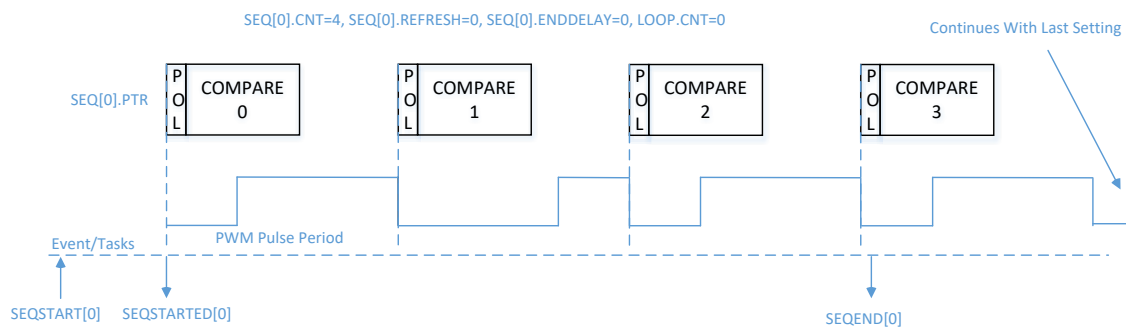 SEQ[0].CNT=4, SEQ[0].REFRESH=0, SEQ[0].ENDDELAY=0, LOOP.CNT=0
Continues With Last Setting
SEQ[0].PTR
P
O
L
COMPARE
0
P
O
L
COMPARE
1
P
O
L
COMPARE
2
P
O
L
COMPARE
3
Event/Tasks
PWM Pulse Period
SEQSTART[0]
SEQSTARTED[0]
SEQEND[0]